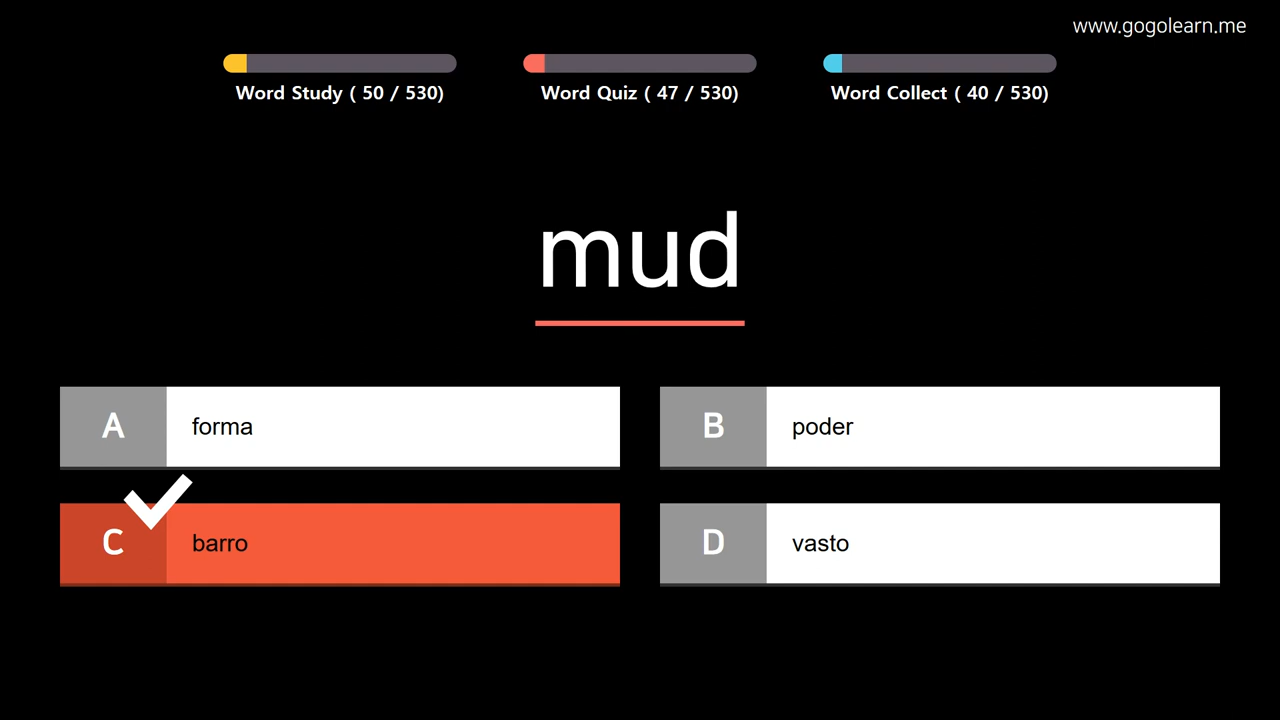 www.gogolearn.me
Word Study ( 50 / 530)
Word Quiz ( 47 / 530)
Word Collect ( 40 / 530)
mud
A forma
B poder
C barro
D vasto